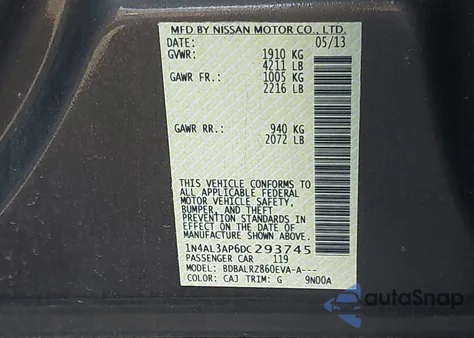 MFD BY NISSAN MOTOR CO., LTD.
DATE: 05/13
GVWR: 1910 KG
4211 LB
GAWR FR.: 1005 KG
2216 LB
GAWR RR.: 940 KG
2072 LB
THIS VEHICLE CONFORMS TO
ALL APPLICABLE FEDERAL
MOTOR VEHICLE SAFETY,
BUMPER, AND THEFT
PREVENTION STANDARDS IN
EFFECT ON THE DATE OF
MANUFACTURE SHOWN ABOVE.
1N4AL3AP6DC293745
PASSENGER CAR 119
MODEL: BDBALRZ860EVA-A---
COLOR: CAJ TRIM: G 9N00A
autoSnap